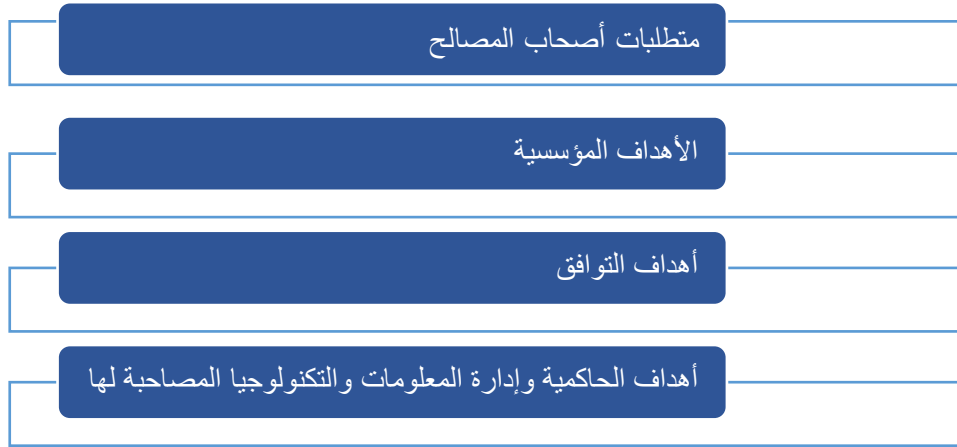 متطلبات أصحاب المصالح
الأهداف المؤسسية
أهداف التوافق
أهداف الحاكمية وإدارة المعلومات والتكنولوجيا المصاحبة لها